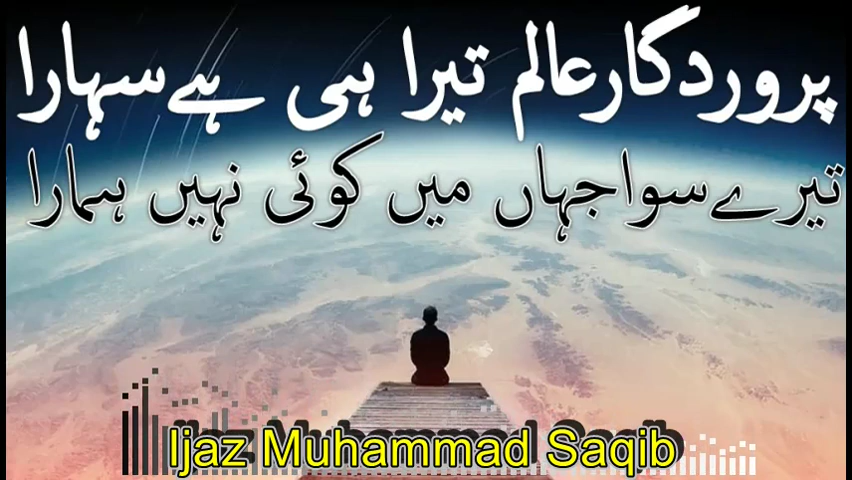 پروردگار عالم تیرا ہی ہے سہارا
تیرے سوا جہاں میں کوئی نہیں ہمارا
Ijaz Muhammad Saqib